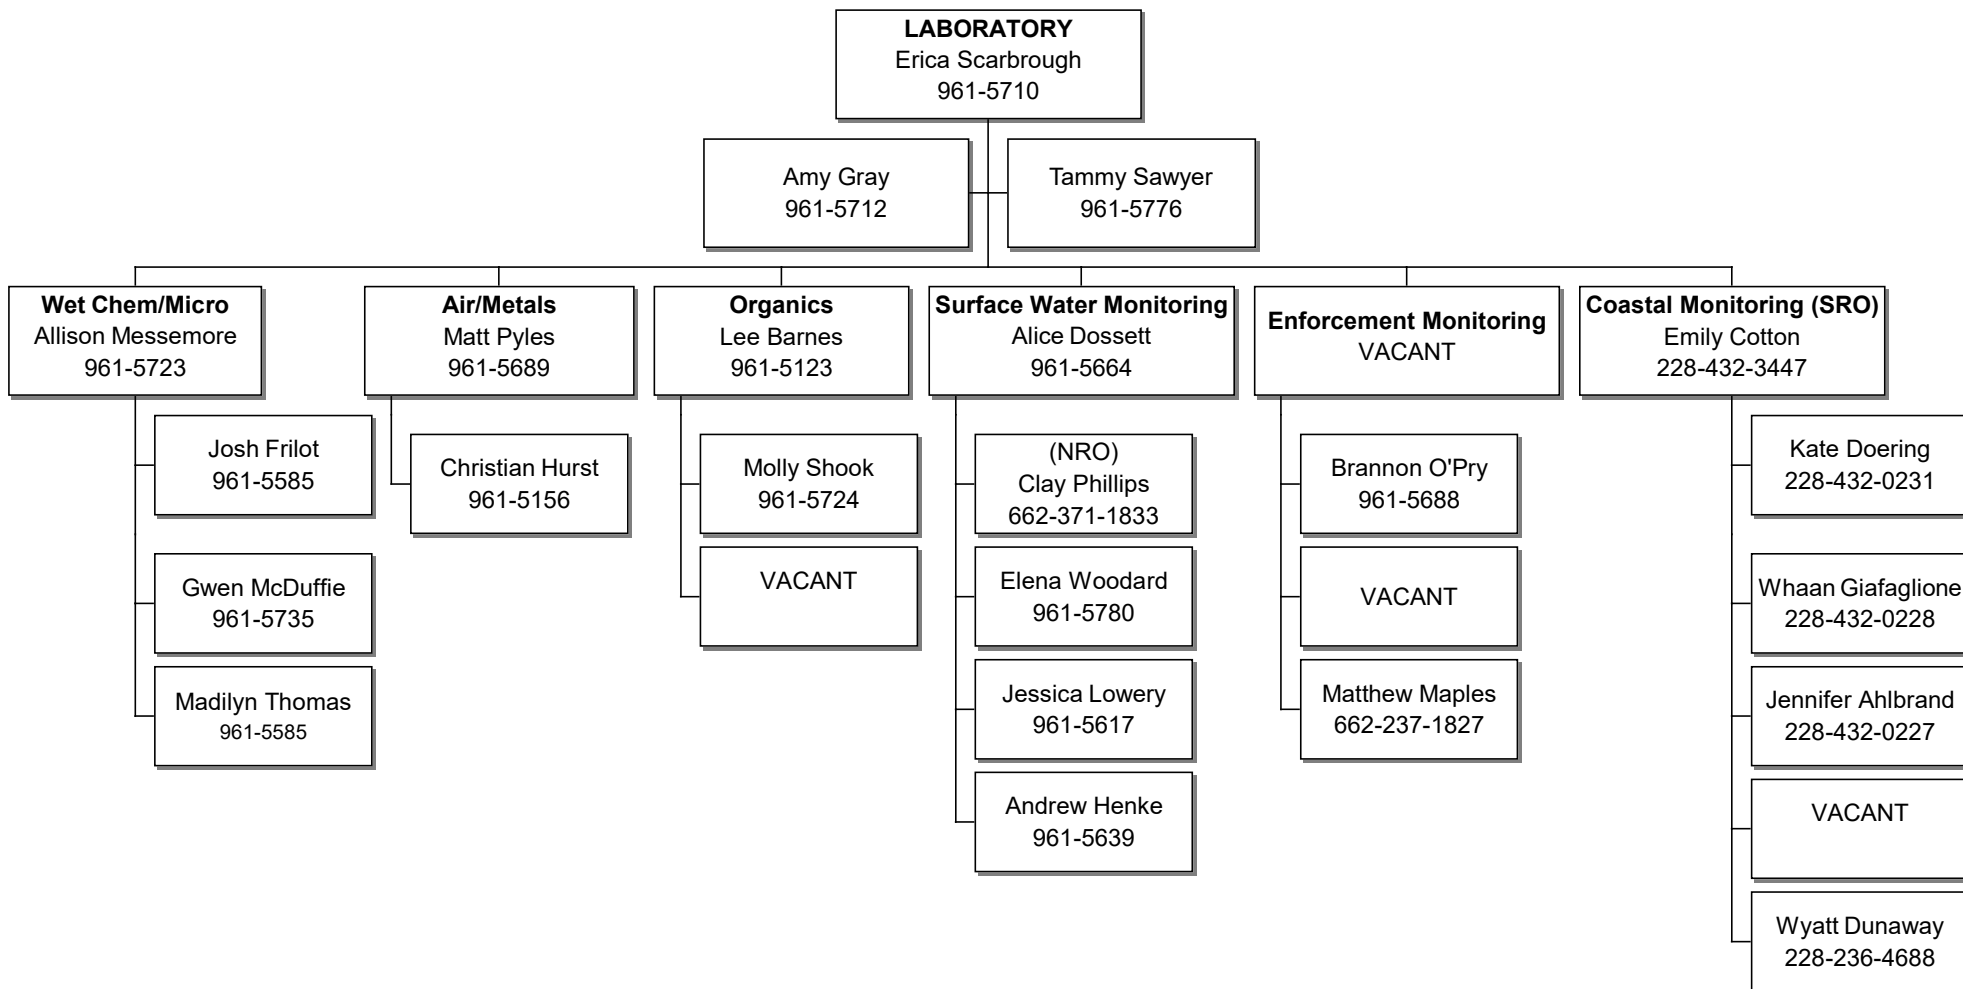 LABORATORY
Erica Scarbrough
961-5710
Amy Gray
961-5712
Tammy Sawyer
961-5776
Wet Chem/Micro
Allison Messemore
961-5723
Air/Metals
Matt Pyles
961-5689
Organics
Lee Barnes
961-5123
Surface Water Monitoring
Alice Dossett
961-5664
Enforcement Monitoring
VACANT
Coastal Monitoring (SRO)
Emily Cotton
228-432-3447
Josh Frilot
961-5585
Gwen McDuffie
961-5735
Madilyn Thomas
961-5585
Christian Hurst
961-5156
Molly Shook
961-5724
VACANT
(NRO)
Clay Phillips
662-371-1833
Elena Woodard
961-5780
Jessica Lowery
961-5617
Andrew Henke
961-5639
Brannon O'Pry
961-5688
VACANT
Matthew Maples
662-237-1827
Kate Doering
228-432-0231
Whaan Giafaglione
228-432-0228
Jennifer Ahlbrand
228-432-0227
VACANT
Wyatt Dunaway
228-236-4688